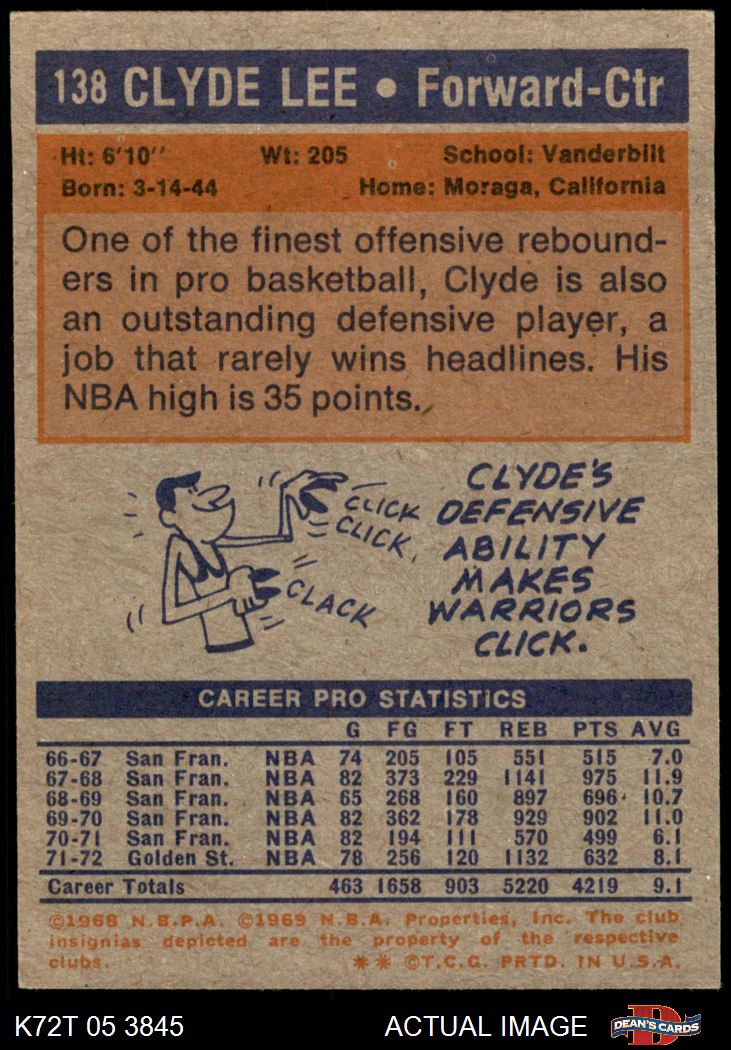 138 CLYDE LEE • Forward-Ctr
Ht: 6'10'' Wt: 205 School: Vanderbilt
Born: 3-14-44 Home: Moraga, California
One of the finest offensive rebound-
ers in pro basketball, Clyde is also
an outstanding defensive player, a
job that rarely wins headlines. His
NBA high is 35 points.
CLICK
CLICK,
CLACK
CLYDE'S
DEFENSIVE
ABILITY
MAKES
WARRIORS
CLICK.
CAREER PRO STATISTICS
G FG FT REB PTS AVG
66-67 San Fran. NBA 74 205 105 551 515 7.0
67-68 San Fran. NBA 82 373 229 1141 975 11.9
68-69 San Fran. NBA 65 268 160 897 696 10.7
69-70 San Fran. NBA 82 362 178 929 902 11.0
70-71 San Fran. NBA 82 194 111 570 499 6.1
71-72 Golden St. NBA 78 256 120 1132 632 8.1
Career Totals 463 1658 903 5220 4219 9.1
©1968 N.B.P.A. ©1969 N.B.A. Properties, Inc. The club
insignias depicted are the property of the respective
clubs. ** ©T.C.G. PRTD. IN U.S.A.
K72T 05 3845 ACTUAL IMAGE DEAN'S CARDS